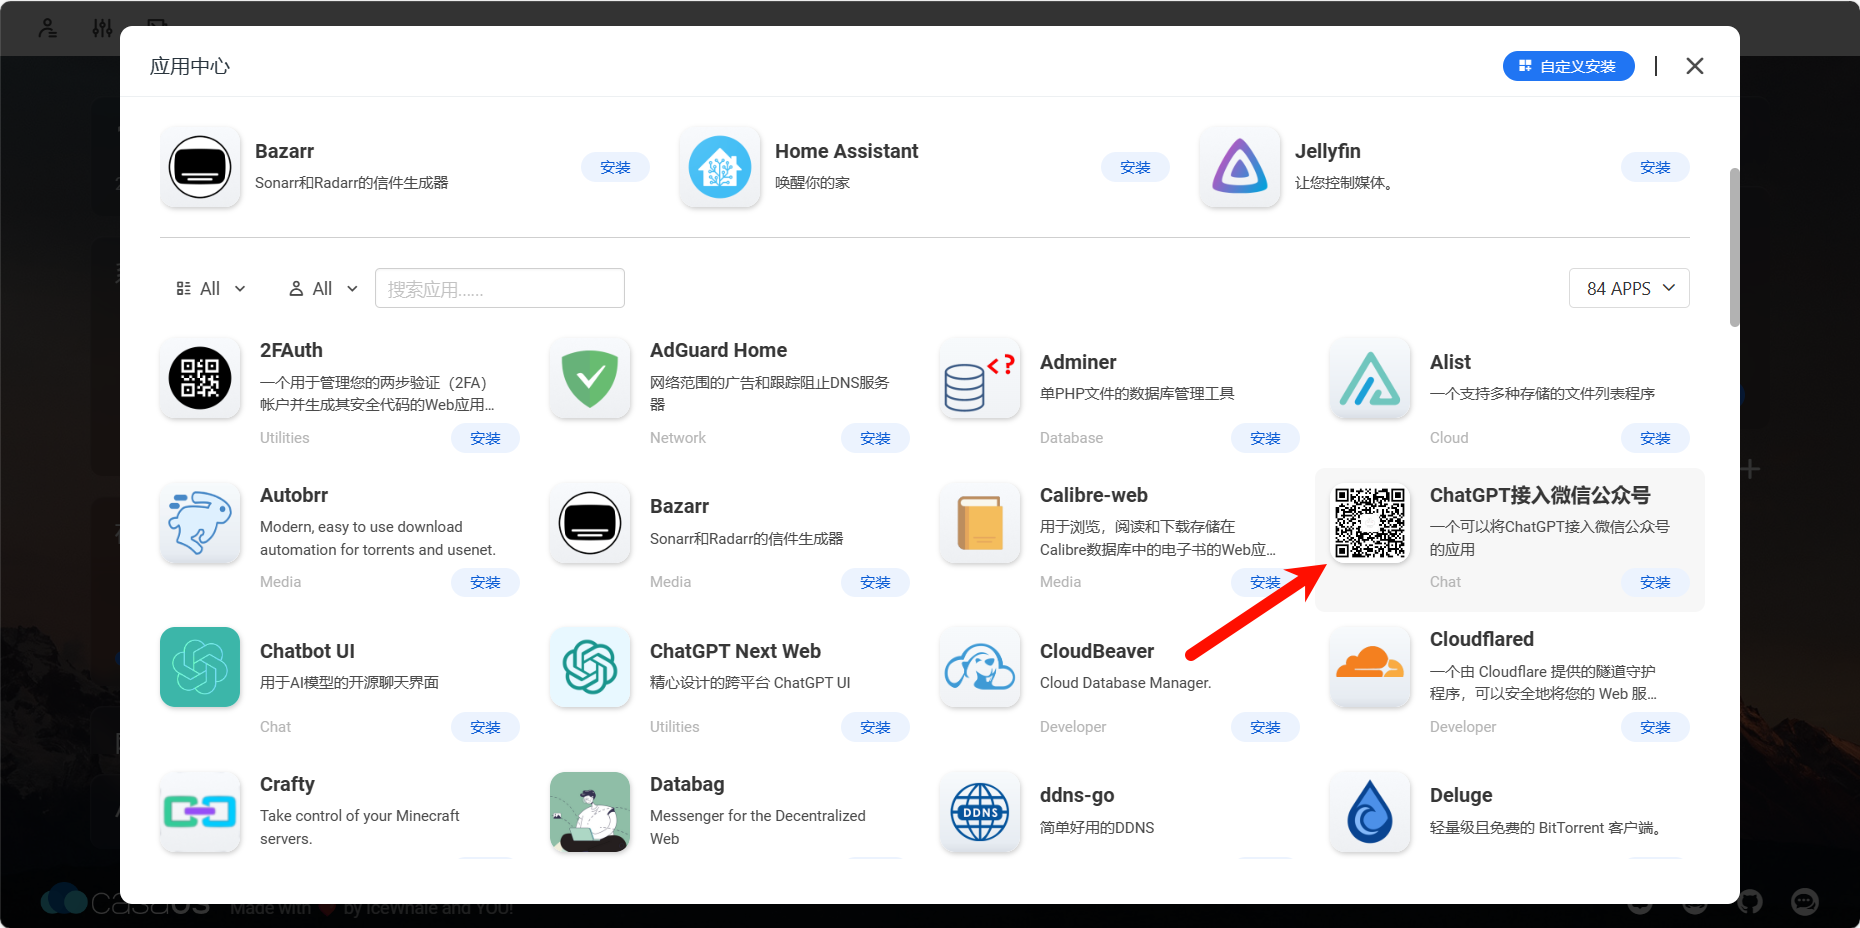 应用中心
自定义安装
Bazarr
Sonarr和Radarr的信件生成器
安装
Home Assistant
唤醒你的家
安装
Jellyfin
让您控制媒体。
安装
All
All
搜索应用......
84 APPS
2FAuth
一个用于管理您的两步验证（2FA）
帐户并生成其安全代码的Web应用...
Utilities
安装
AdGuard Home
网络范围的广告和跟踪阻止DNS服务
器
Network
安装
Adminer
单PHP文件的数据库管理工具
Database
安装
Alist
一个支持多种存储的文件列表程序
Cloud
安装
Autobrr
Modern, easy to use download
automation for torrents and usenet.
Media
安装
Bazarr
Sonarr和Radarr的信件生成器
Media
安装
Calibre-web
用于浏览，阅读和下载存储在
Calibre数据库中的电子书的Web应...
Media
安装
ChatGPT接入微信公众号
一个可以将ChatGPT接入微信公众号
的应用
Chat
安装
Chatbot UI
用于AI模型的开源聊天界面
Chat
安装
ChatGPT Next Web
精心设计的跨平台 ChatGPT UI
Utilities
安装
CloudBeaver
Cloud Database Manager.
Developer
安装
Cloudflared
一个由 Cloudflare 提供的隧道守护
程序，可以安全地将您的 Web 服...
Developer
安装
Crafty
Take control of your Minecraft
servers.
Databag
Messenger for the Decentralized
Web
DDNS
ddns-go
简单好用的DDNS
Deluge
轻量级且免费的 BitTorrent 客户端。
casaOS
Made with
by IceWhale and YOU!